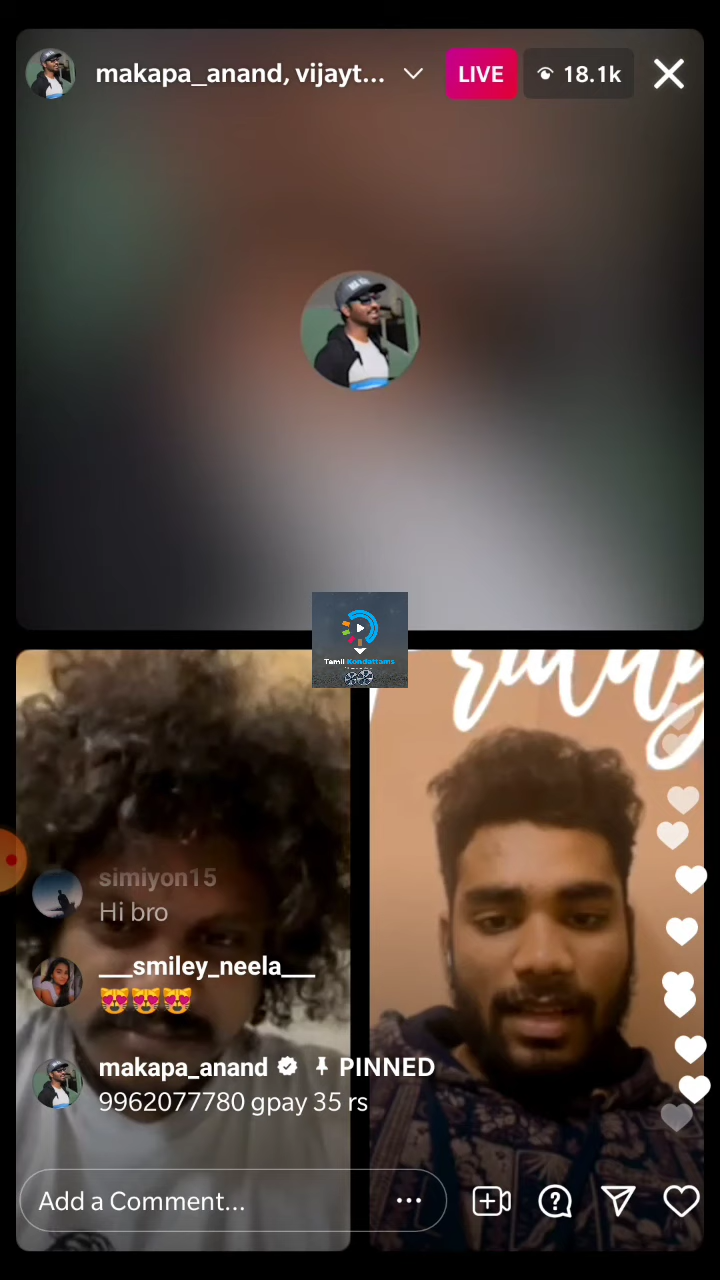 makapa_anand, vijayt...
LIVE
18.1k
Tamil Kondattams
simiyon15
Hi bro
___smiley_neela___
makapa_anand PINNED
9962077780 gpay 35 rs
Add a Comment...